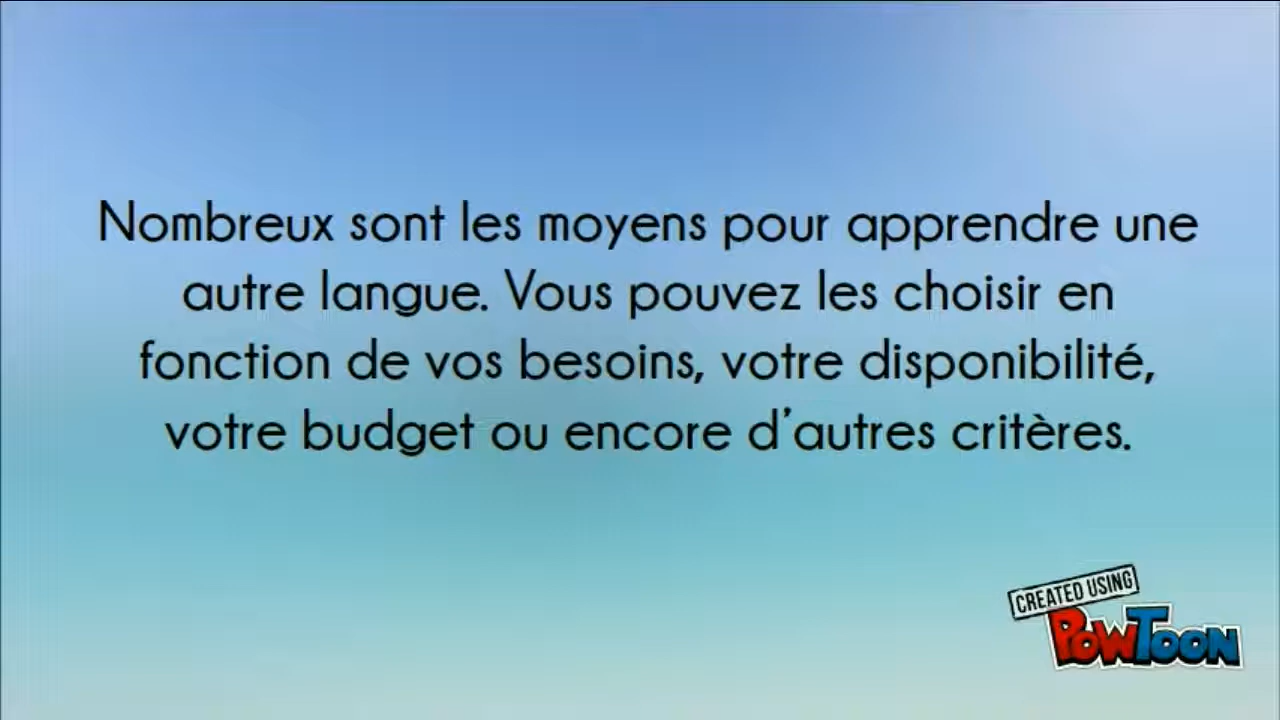 Nombreux sont les moyens pour apprendre une
autre langue. Vous pouvez les choisir en
fonction de vos besoins, votre disponibilité,
votre budget ou encore d'autres critères.
CREATED USING
POWTOON